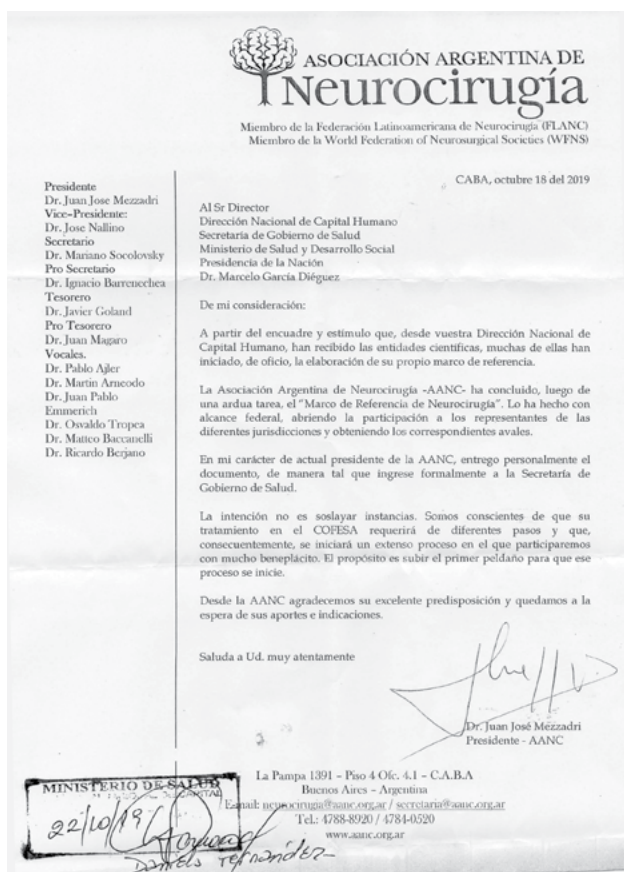 ASOCIACIÓN ARGENTINA DE
Neurocirugía
Miembro de la Federación Latinoamericana de Neurocirugía (FLANC)
Miembro de la World Federation of Neurosurgical Societies (WFNS)
CABA, octubre 18 del 2019
Presidente
Dr. Juan Jose Mezzadri
Vice-Presidente:
Dr. Jose Nallino
Secretario
Dr. Mariano Socolovsky
Pro Secretario
Dr. Ignacio Barrenechea
Tesorero
Dr. Javier Goland
Pro Tesorero
Dr. Juan Magaro
Vocales.
Dr. Pablo Ajler
Dr. Martin Arneodo
Dr. Juan Pablo
Emmerich
Dr. Osvaldo Tropea
Dr. Matteo Baccanelli
Dr. Ricardo Berjano
Al Sr Director
Dirección Nacional de Capital Humano
Secretaría de Gobierno de Salud
Ministerio de Salud y Desarrollo Social
Presidencia de la Nación
Dr. Marcelo García Diéguez
De mi consideración:
A partir del encuadre y estímulo que, desde vuestra Dirección Nacional de
Capital Humano, han recibido las entidades científicas, muchas de ellas han
iniciado, de oficio, la elaboración de su propio marco de referencia.
La Asociación Argentina de Neurocirugía -AANC- ha concluido, luego de
una ardua tarea, el "Marco de Referencia de Neurocirugía". Lo ha hecho con
alcance federal, abriendo la participación a los representantes de las
diferentes jurisdicciones y obteniendo los correspondientes avales.
En mi carácter de actual presidente de la AANC, entrego personalmente el
documento, de manera tal que ingrese formalmente a la Secretaría de
Gobierno de Salud.
La intención no es soslayar instancias. Somos conscientes de que su
tratamiento en el COFESA requerirá de diferentes pasos y que,
consecuentemente, se iniciará un extenso proceso en el que participaremos
con mucho beneplácito. El propósito es subir el primer peldaño para que ese
proceso se inicie.
Desde la AANC agradecemos su excelente predisposición y quedamos a la
espera de sus aportes e indicaciones.
Saluda a Ud. muy atentamente
Dr. Juan José Mezzadri
Presidente - AANC
La Pampa 1391 - Piso 4 Ofc. 4.1 - C.A.B.A
Buenos Aires - Argentina
E-mail: neurocirugia@aanc.org.ar / secretaria@aanc.org.ar
Tel.: 4788-8920 / 4784-0520
www.aanc.org.ar
MINISTERIO DE SALUD
CAPITAL
22/10/19